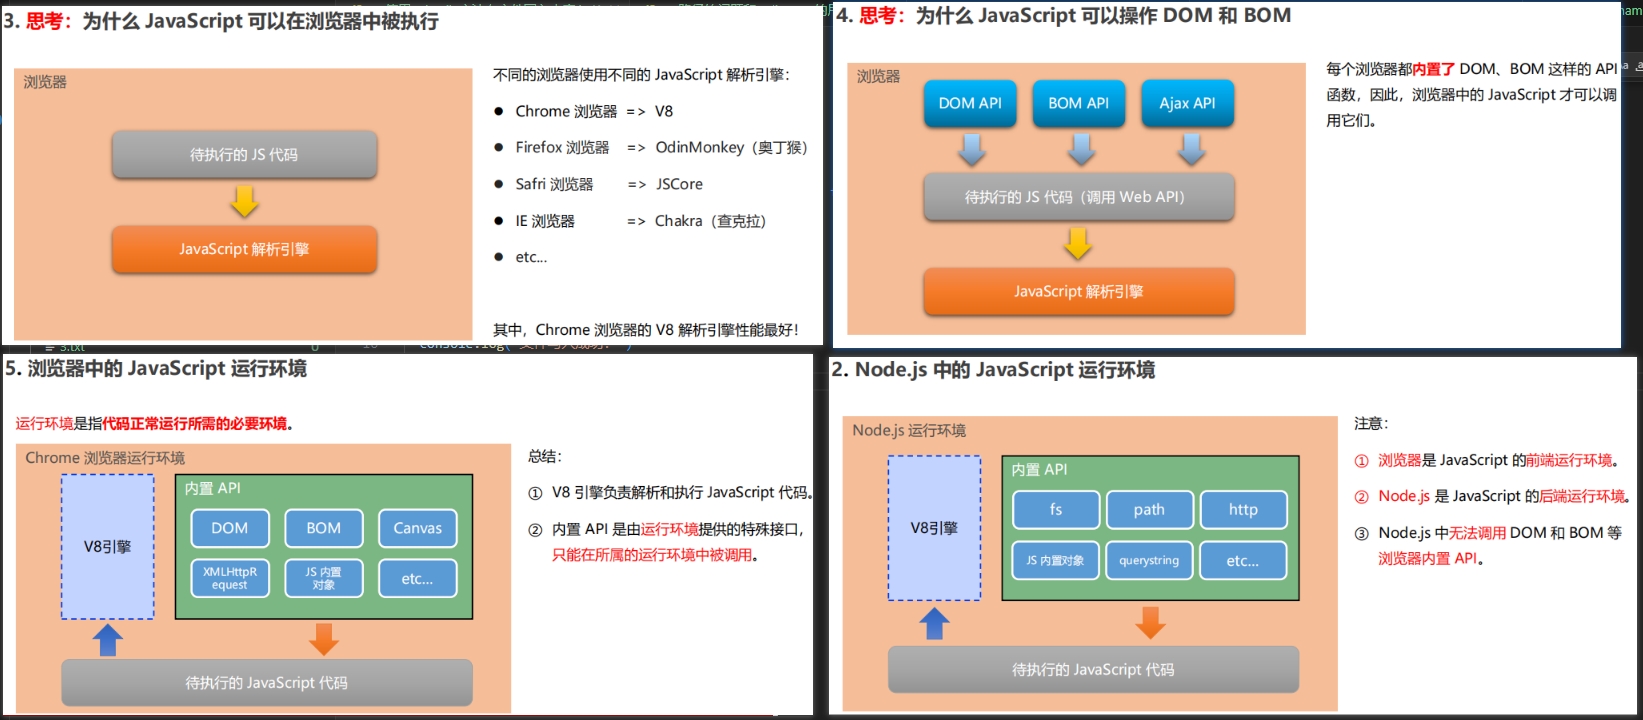 3. 思考：为什么 JavaScript 可以在浏览器中被执行
浏览器
待执行的 JS 代码
JavaScript 解析引擎
不同的浏览器使用不同的 JavaScript 解析引擎：
● Chrome 浏览器 => V8
● Firefox 浏览器 => OdinMonkey（奥丁猴）
● Safri 浏览器 => JSCore
● IE 浏览器 => Chakra（查克拉）
● etc...
其中，Chrome 浏览器的 V8 解析引擎性能最好！
4. 思考：为什么 JavaScript 可以操作 DOM 和 BOM
浏览器
DOM API
BOM API
Ajax API
待执行的 JS 代码（调用 Web API）
JavaScript 解析引擎
每个浏览器都内置了 DOM、BOM 这样的 API
函数，因此，浏览器中的 JavaScript 才可以调
用它们。
3.txt
5. 浏览器中的 JavaScript 运行环境
运行环境是指代码正常运行所需的必要环境。
Chrome 浏览器运行环境
V8引擎
内置 API
DOM
BOM
Canvas
XMLHttpR
equest
JS 内置
对象
etc...
待执行的 JavaScript 代码
总结：
① V8 引擎负责解析和执行 JavaScript 代码。
② 内置 API 是由运行环境提供的特殊接口，
只能在所属的运行环境中被调用。
2. Node.js 中的 JavaScript 运行环境
Node.js 运行环境
V8引擎
内置 API
fs
path
http
JS 内置对象
querystring
etc...
待执行的 JavaScript 代码
注意：
① 浏览器是 JavaScript 的前端运行环境。
② Node.js 是 JavaScript 的后端运行环境。
③ Node.js 中无法调用 DOM 和 BOM 等
浏览器内置 API。